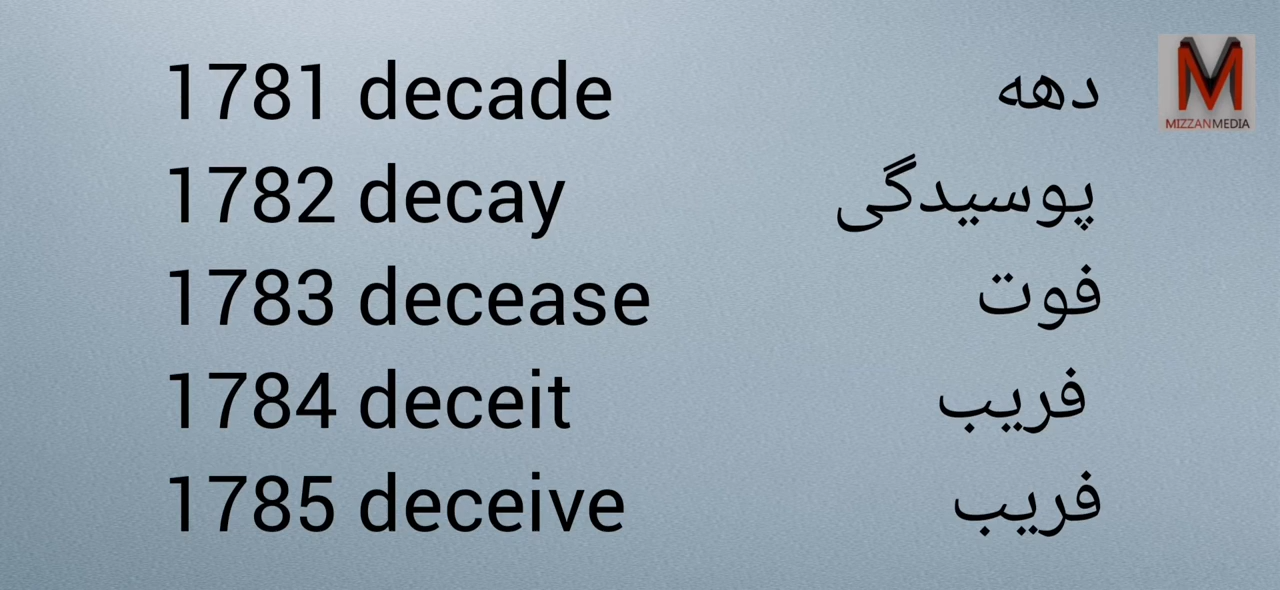 1781 decade دهه
1782 decay پوسیدگی
1783 decease فوت
1784 deceit فریب
1785 deceive فریب
MIZZANMEDIA